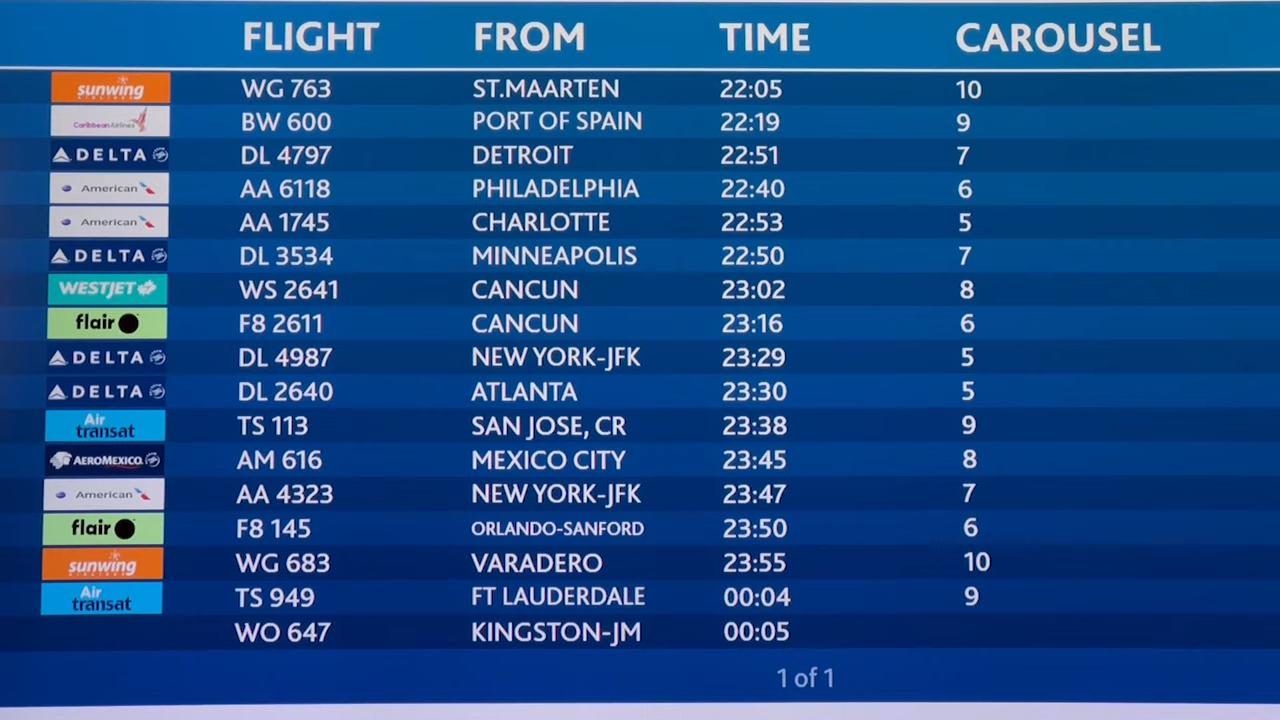 FLIGHT FROM TIME CAROUSEL
sunwing AIRLINES WG 763 ST.MAARTEN 22:05 10
Caribbean Airlines BW 600 PORT OF SPAIN 22:19 9
DELTA DL 4797 DETROIT 22:51 7
American AA 6118 PHILADELPHIA 22:40 6
American AA 1745 CHARLOTTE 22:53 5
DELTA DL 3534 MINNEAPOLIS 22:50 7
WESTJET WS 2641 CANCUN 23:02 8
flair F8 2611 CANCUN 23:16 6
DELTA DL 4987 NEW YORK-JFK 23:29 5
DELTA DL 2640 ATLANTA 23:30 5
Air transat TS 113 SAN JOSE, CR 23:38 9
AEROMEXICO AM 616 MEXICO CITY 23:45 8
American AA 4323 NEW YORK-JFK 23:47 7
flair F8 145 ORLANDO-SANFORD 23:50 6
sunwing AIRLINES WG 683 VARADERO 23:55 10
Air transat TS 949 FT LAUDERDALE 00:04 9
WO 647 KINGSTON-JM 00:05
1 of 1